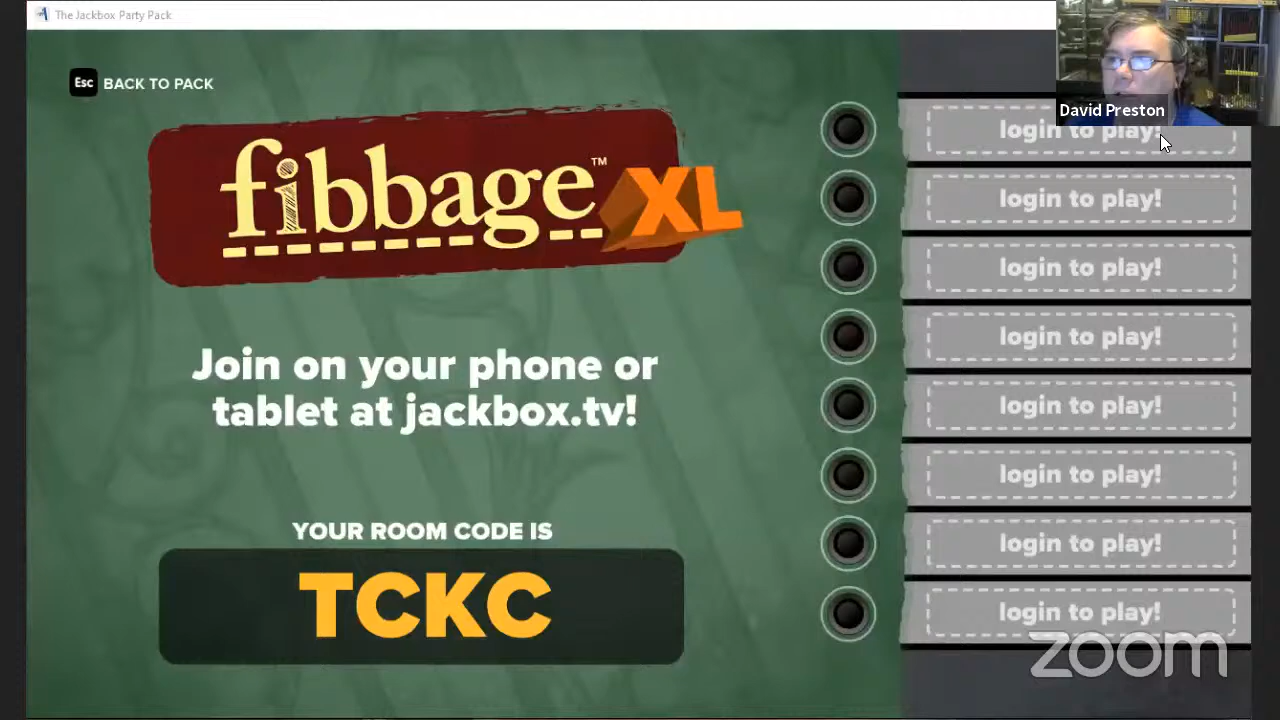 The Jackbox Party Pack
Esc BACK TO PACK
David Preston
fibbage™ XL
login to play!
login to play!
login to play!
login to play!
login to play!
login to play!
login to play!
login to play!
Join on your phone or
tablet at jackbox.tv!
YOUR ROOM CODE IS
TCKC
zoom